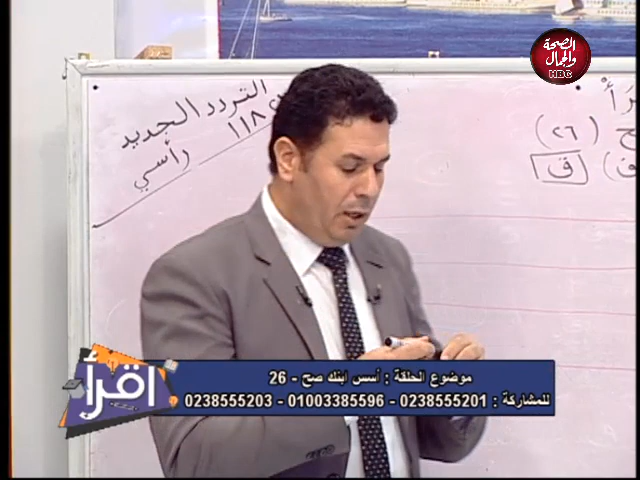 الصحة
والجمال
HBC
التردد الجديد
١١٨
رأسي
رَأْ
(٢٦)
ف)
ق
اقرأ
موضوع الحلقة : أسس ابنك صح - 26
للمشاركة : 0238555201 - 01003385596 - 0238555203